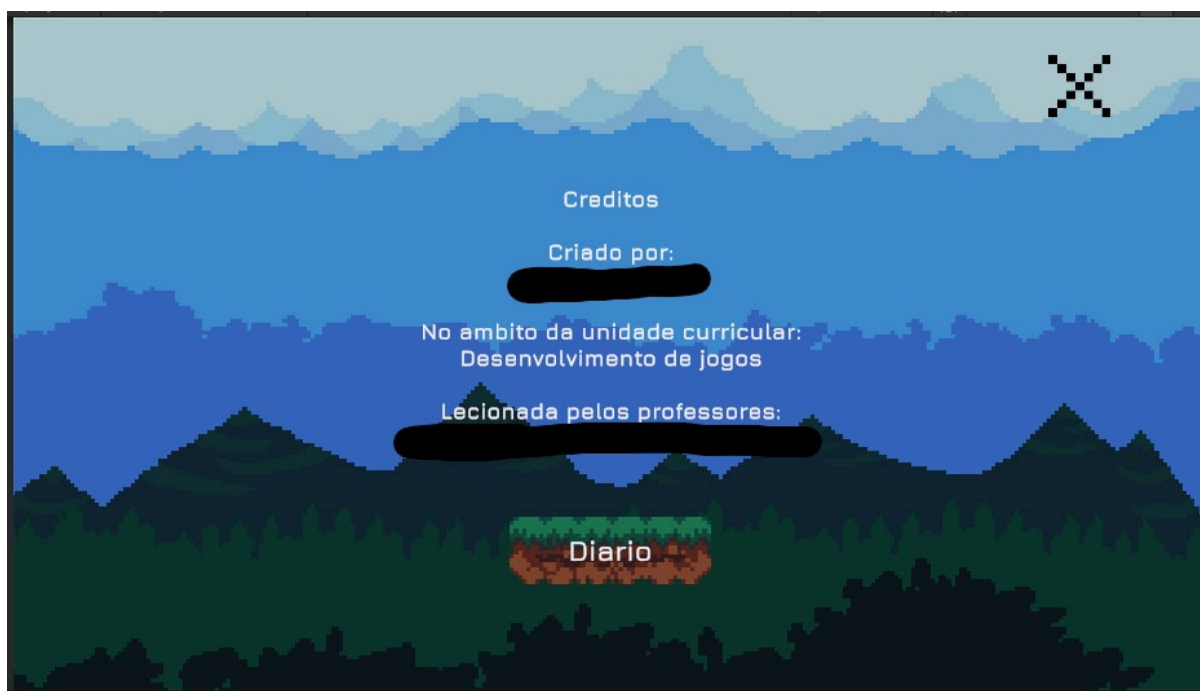 Creditos
Criado por:
No ambito da unidade curricular:
Desenvolvimento de jogos
Lecionada pelos professores:
Diario